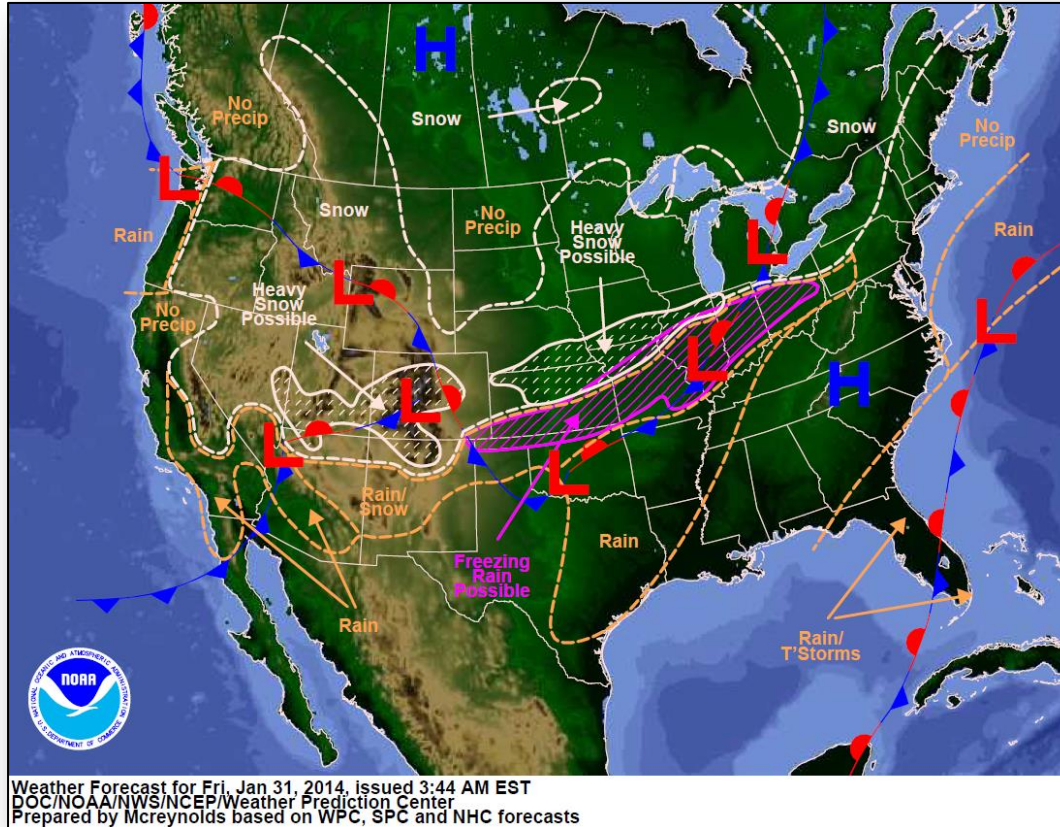 H
Snow
No
Precip
Snow
No
Precip
L
Rain
Snow
No
Precip
Heavy
Snow
Possible
L
Rain
L
Heavy
Snow
Possible
No
Precip
L
L
L
H
L
L
L
Rain/
Snow
Rain
Freezing
Rain
Possible
Rain
Rain/
T'Storms
NATIONAL OCEANIC AND ATMOSPHERIC ADMINISTRATION
NOAA
U.S. DEPARTMENT OF COMMERCE
Weather Forecast for Fri, Jan 31, 2014, issued 3:44 AM EST
DOC/NOAA/NWS/NCEP/Weather Prediction Center
Prepared by Mcreynolds based on WPC, SPC and NHC forecasts